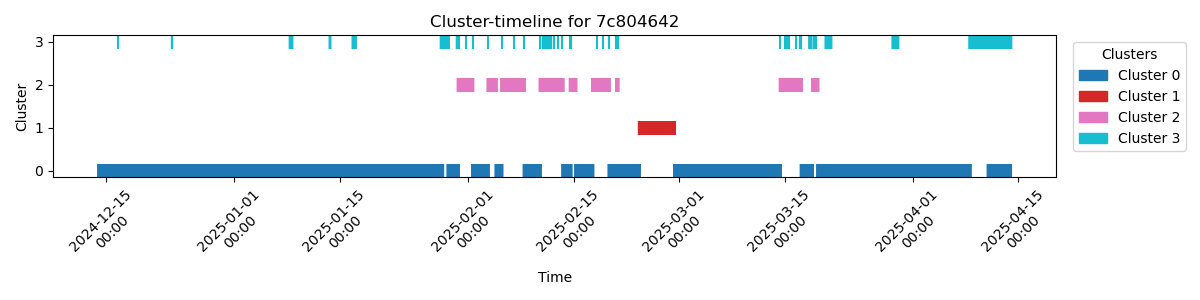 Cluster-timeline for 7c804642
Cluster
3
2
1
0
2024-12-15
00:00
2025-01-01
00:00
2025-01-15
00:00
2025-02-01
00:00
2025-02-15
00:00
2025-03-01
00:00
2025-03-15
00:00
2025-04-01
00:00
2025-04-15
00:00
Time
Clusters
Cluster 0
Cluster 1
Cluster 2
Cluster 3